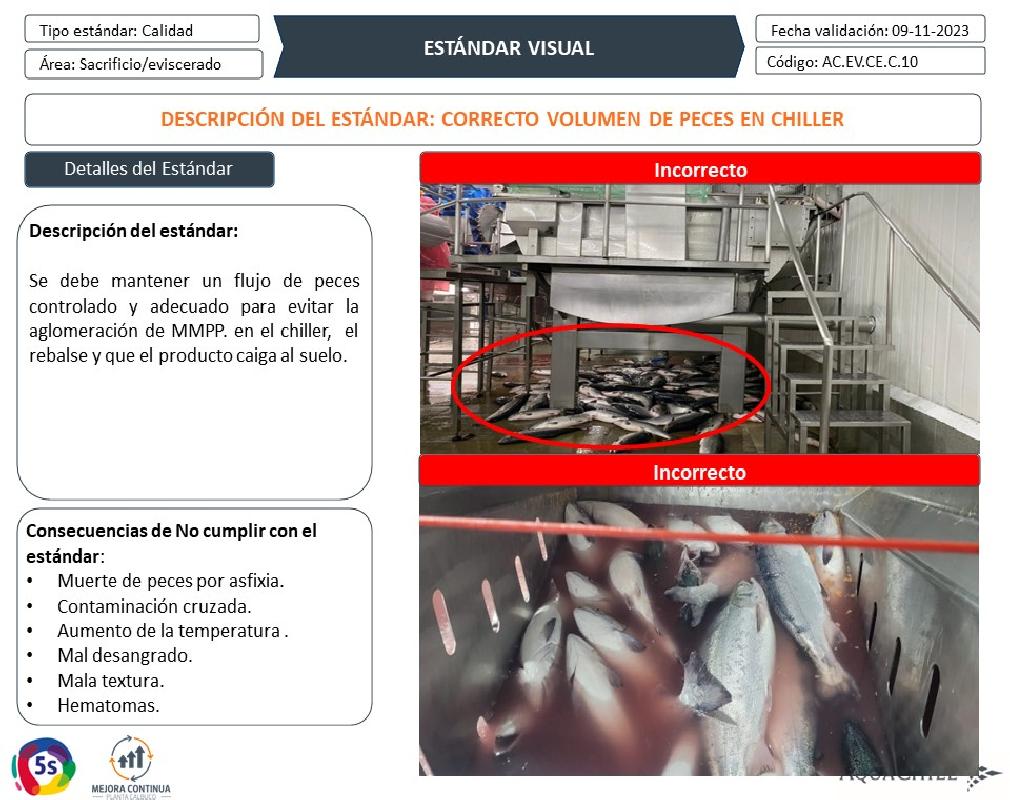 Tipo estándar: Calidad
Área: Sacrificio/eviscerado
ESTÁNDAR VISUAL
Fecha validación: 09-11-2023
Código: AC.EV.CE.C.10
DESCRIPCIÓN DEL ESTÁNDAR: CORRECTO VOLUMEN DE PECES EN CHILLER
Detalles del Estándar
Descripción del estándar:
Se debe mantener un flujo de peces
controlado y adecuado para evitar la
aglomeración de MMPP. en el chiller, el
rebalse y que el producto caiga al suelo.
Consecuencias de No cumplir con el
estándar:
• Muerte de peces por asfixia.
• Contaminación cruzada.
• Aumento de la temperatura .
• Mal desangrado.
• Mala textura.
• Hematomas.
Incorrecto
Incorrecto
5s
MEJORA CONTINUA
PLANTA CALBUCO
AQUACHILE